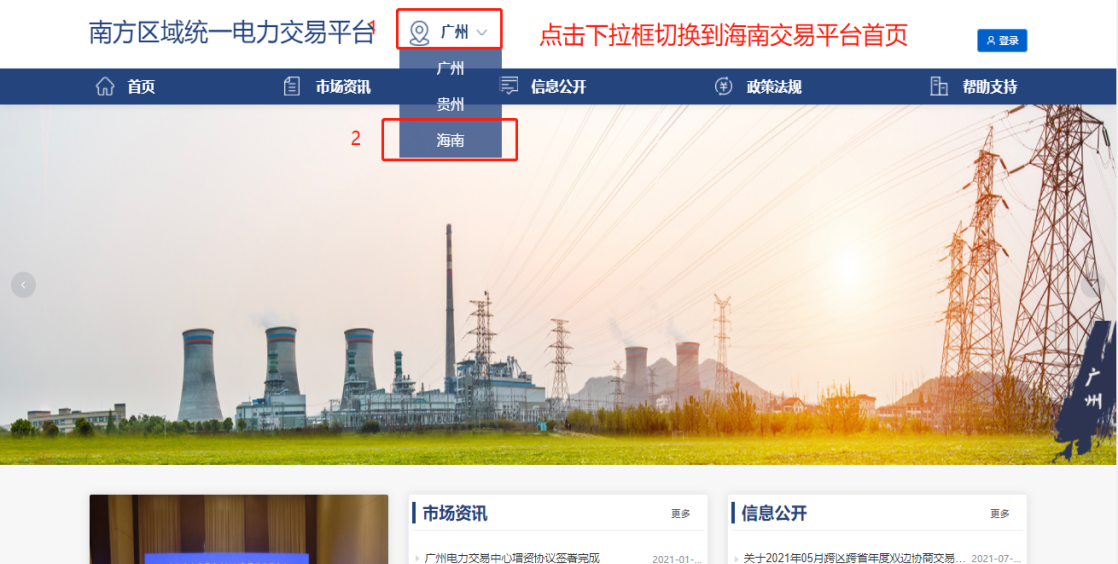 南方区域统一电力交易平台
1
广州
点击下拉框切换到海南交易平台首页
登录
首页
市场资讯
信息公开
政策法规
帮助支持
广州
贵州
2
海南
广州
市场资讯
更多
信息公开
更多
广州电力交易中心增资协议签署完成
2021-01-...
关于2021年05月跨区跨省年度双边协商交易...
2021-07-...